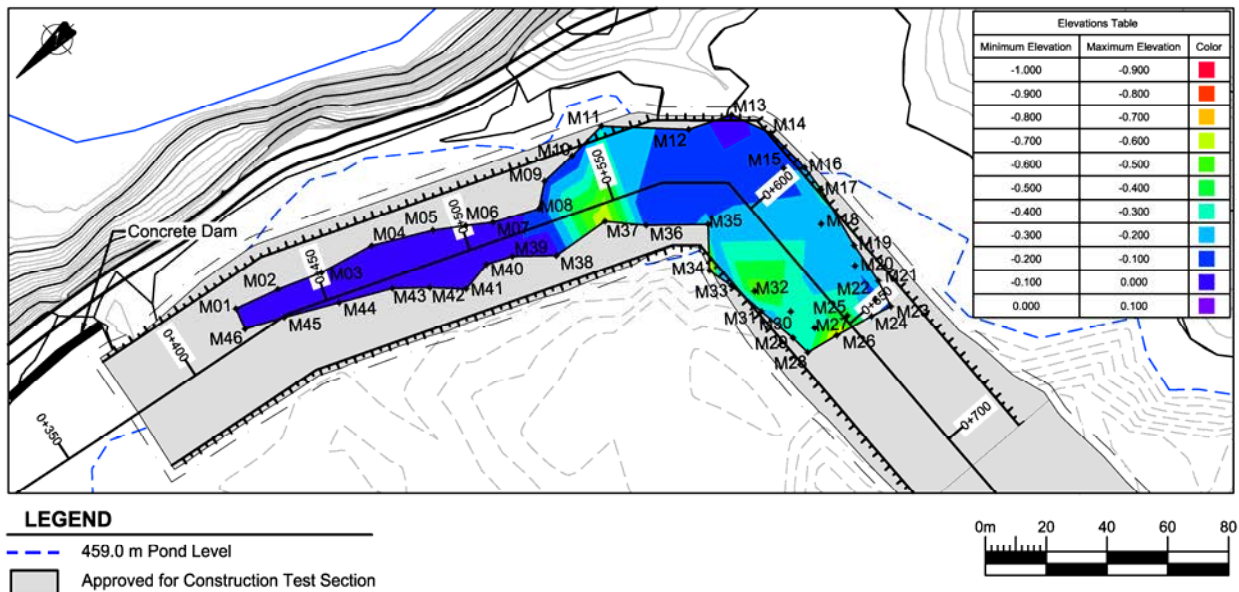 Elevations Table
Minimum Elevation Maximum Elevation Color
-1.000 -0.900
-0.900 -0.800
-0.800 -0.700
-0.700 -0.600
-0.600 -0.500
-0.500 -0.400
-0.400 -0.300
-0.300 -0.200
-0.200 -0.100
-0.100 0.000
0.000 0.100
M13
M11
M12
M14
M10
M15
M16
M09
0+550
0+600
M17
M08
M05
M06
M07
0+500
M37
M36
M35
M18
Concrete Dam
M04
M39
M38
M19
M03
0+450
M40
M34
M20
M21
M02
M43
M42
M41
M33
M32
M22
0+650
M01
M44
M31
M30
M25
M23
M46
M45
M29
M27
M24
M26
M28
0+400
0+350
0+700
LEGEND
459.0 m Pond Level
Approved for Construction Test Section
0m 20 40 60 80